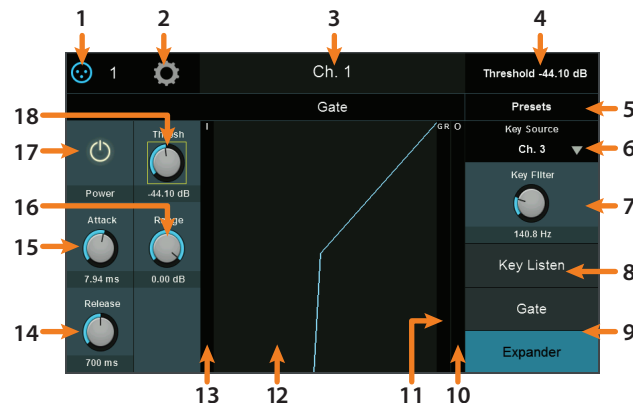 1 2 3 4
1 Ch. 1 Threshold -44.10 dB
Gate Presets 5
18 Thresh I GR O Key Source
17 Ch. 3 6
Power -44.10 dB Key Filter
16 7
Attack Range 140.8 Hz
15 Key Listen 8
7.94 ms 0.00 dB
Release Gate
14 9
700 ms Expander
13 12 11 10